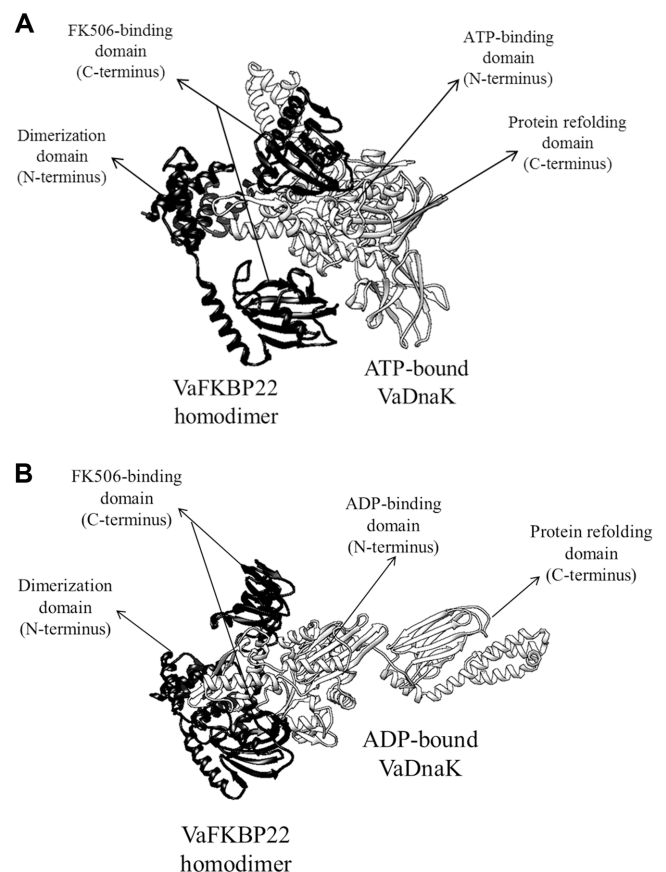 A
FK506-binding
domain
(C-terminus)
ATP-binding
domain
(N-terminus)
Dimerization
domain
(N-terminus)
Protein refolding
domain
(C-terminus)
VaFKBP22
homodimer
ATP-bound
VaDnaK
B
FK506-binding
domain
(C-terminus)
ADP-binding
domain
(N-terminus)
Protein refolding
domain
(C-terminus)
Dimerization
domain
(N-terminus)
ADP-bound
VaDnaK
VaFKBP22
homodimer